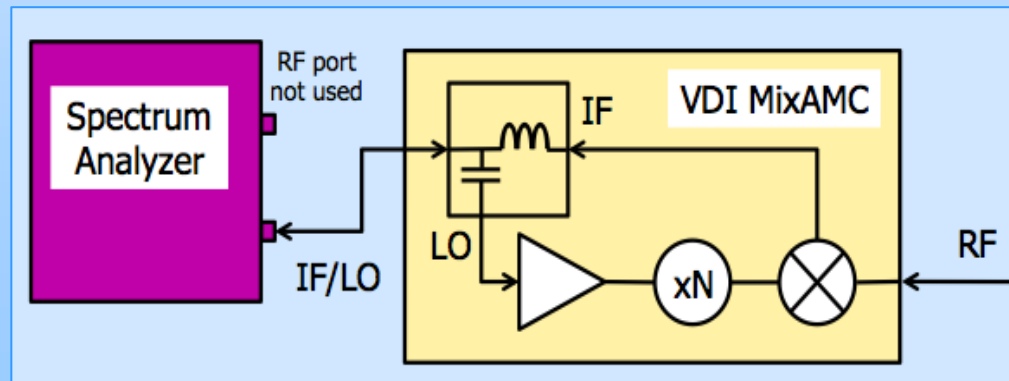 Spectrum
Analyzer
RF port
not used
IF/LO
VDI MixAMC
IF
LO
xN
RF